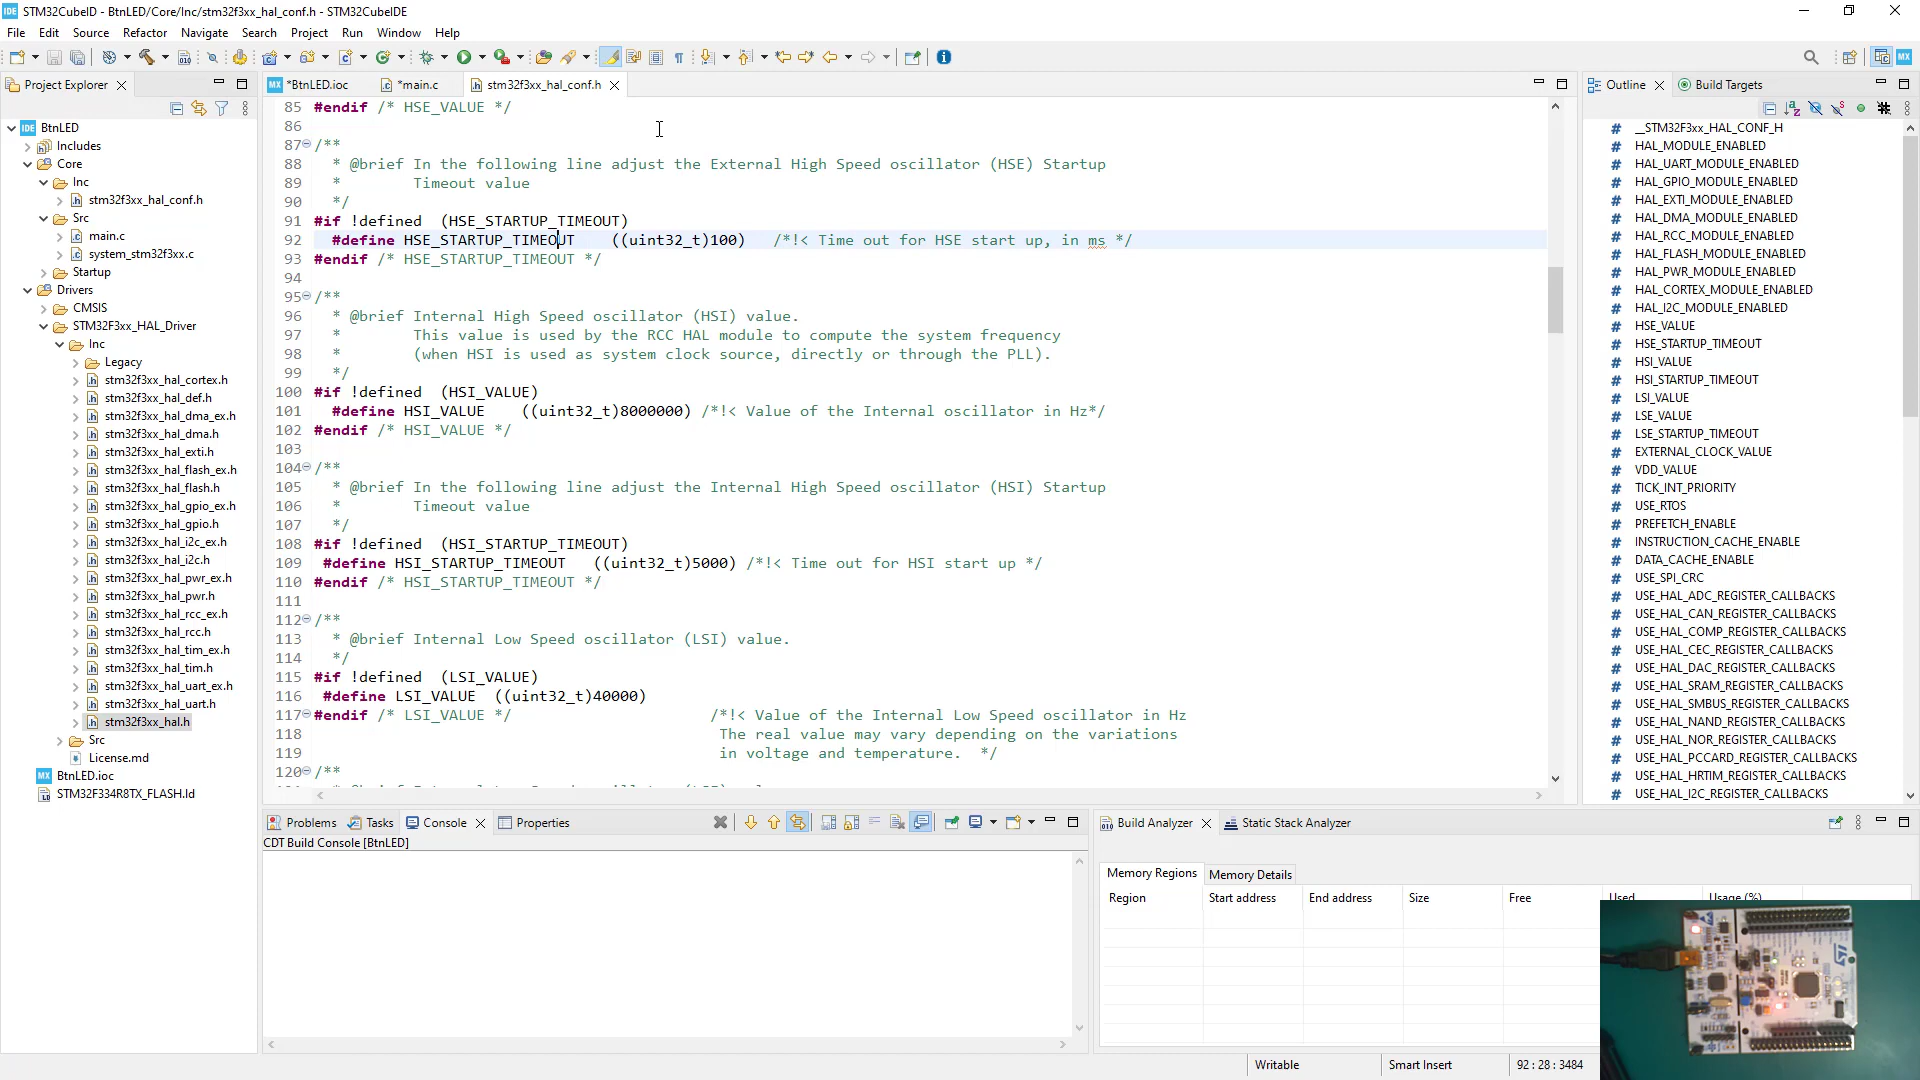 STM32CubeID - BtnLED/Core/Inc/stm32f3xx_hal_conf.h - STM32CubeIDE
File Edit Source Refactor Navigate Search Project Run Window Help
Project Explorer
BtnLED
Includes
Core
Inc
stm32f3xx_hal_conf.h
Src
main.c
system_stm32f3xx.c
Startup
Drivers
CMSIS
STM32F3xx_HAL_Driver
Inc
Legacy
stm32f3xx_hal_cortex.h
stm32f3xx_hal_def.h
stm32f3xx_hal_dma_ex.h
stm32f3xx_hal_dma.h
stm32f3xx_hal_exti.h
stm32f3xx_hal_flash_ex.h
stm32f3xx_hal_flash.h
stm32f3xx_hal_gpio_ex.h
stm32f3xx_hal_gpio.h
stm32f3xx_hal_i2c_ex.h
stm32f3xx_hal_i2c.h
stm32f3xx_hal_pwr_ex.h
stm32f3xx_hal_pwr.h
stm32f3xx_hal_rcc_ex.h
stm32f3xx_hal_rcc.h
stm32f3xx_hal_tim_ex.h
stm32f3xx_hal_tim.h
stm32f3xx_hal_uart_ex.h
stm32f3xx_hal_uart.h
stm32f3xx_hal.h
Src
License.md
BtnLED.ioc
STM32F334R8TX_FLASH.ld
*BtnLED.ioc *main.c stm32f3xx_hal_conf.h
85 #endif /* HSE_VALUE */
86
87 /**
88 * @brief In the following line adjust the External High Speed oscillator (HSE) Startup
89 * Timeout value
90 */
91 #if !defined (HSE_STARTUP_TIMEOUT)
92 #define HSE_STARTUP_TIMEOUT ((uint32_t)100) /*!< Time out for HSE start up, in ms */
93 #endif /* HSE_STARTUP_TIMEOUT */
94
95 /**
96 * @brief Internal High Speed oscillator (HSI) value.
97 * This value is used by the RCC HAL module to compute the system frequency
98 * (when HSI is used as system clock source, directly or through the PLL).
99 */
100 #if !defined (HSI_VALUE)
101 #define HSI_VALUE ((uint32_t)8000000) /*!< Value of the Internal oscillator in Hz*/
102 #endif /* HSI_VALUE */
103
104 /**
105 * @brief In the following line adjust the Internal High Speed oscillator (HSI) Startup
106 * Timeout value
107 */
108 #if !defined (HSI_STARTUP_TIMEOUT)
109 #define HSI_STARTUP_TIMEOUT ((uint32_t)5000) /*!< Time out for HSI start up */
110 #endif /* HSI_STARTUP_TIMEOUT */
111
112 /**
113 * @brief Internal Low Speed oscillator (LSI) value.
114 */
115 #if !defined (LSI_VALUE)
116 #define LSI_VALUE ((uint32_t)40000)
117 #endif /* LSI_VALUE */ /*!< Value of the Internal Low Speed oscillator in Hz
118 The real value may vary depending on the variations
119 in voltage and temperature. */
120 /**
Outline Build Targets
__STM32F3xx_HAL_CONF_H
HAL_MODULE_ENABLED
HAL_UART_MODULE_ENABLED
HAL_GPIO_MODULE_ENABLED
HAL_EXTI_MODULE_ENABLED
HAL_DMA_MODULE_ENABLED
HAL_RCC_MODULE_ENABLED
HAL_FLASH_MODULE_ENABLED
HAL_PWR_MODULE_ENABLED
HAL_CORTEX_MODULE_ENABLED
HAL_I2C_MODULE_ENABLED
HSE_VALUE
HSE_STARTUP_TIMEOUT
HSI_VALUE
HSI_STARTUP_TIMEOUT
LSI_VALUE
LSE_VALUE
LSE_STARTUP_TIMEOUT
EXTERNAL_CLOCK_VALUE
VDD_VALUE
TICK_INT_PRIORITY
USE_RTOS
PREFETCH_ENABLE
INSTRUCTION_CACHE_ENABLE
DATA_CACHE_ENABLE
USE_SPI_CRC
USE_HAL_ADC_REGISTER_CALLBACKS
USE_HAL_CAN_REGISTER_CALLBACKS
USE_HAL_COMP_REGISTER_CALLBACKS
USE_HAL_CEC_REGISTER_CALLBACKS
USE_HAL_DAC_REGISTER_CALLBACKS
USE_HAL_SRAM_REGISTER_CALLBACKS
USE_HAL_SMBUS_REGISTER_CALLBACKS
USE_HAL_NAND_REGISTER_CALLBACKS
USE_HAL_NOR_REGISTER_CALLBACKS
USE_HAL_PCCARD_REGISTER_CALLBACKS
USE_HAL_HRTIM_REGISTER_CALLBACKS
USE_HAL_I2C_REGISTER_CALLBACKS
Problems Tasks Console Properties
CDT Build Console [BtnLED]
Build Analyzer Static Stack Analyzer
Memory Regions Memory Details
Region Start address End address Size Free Used Usage (%)
Writable Smart Insert 92 : 28 : 3484